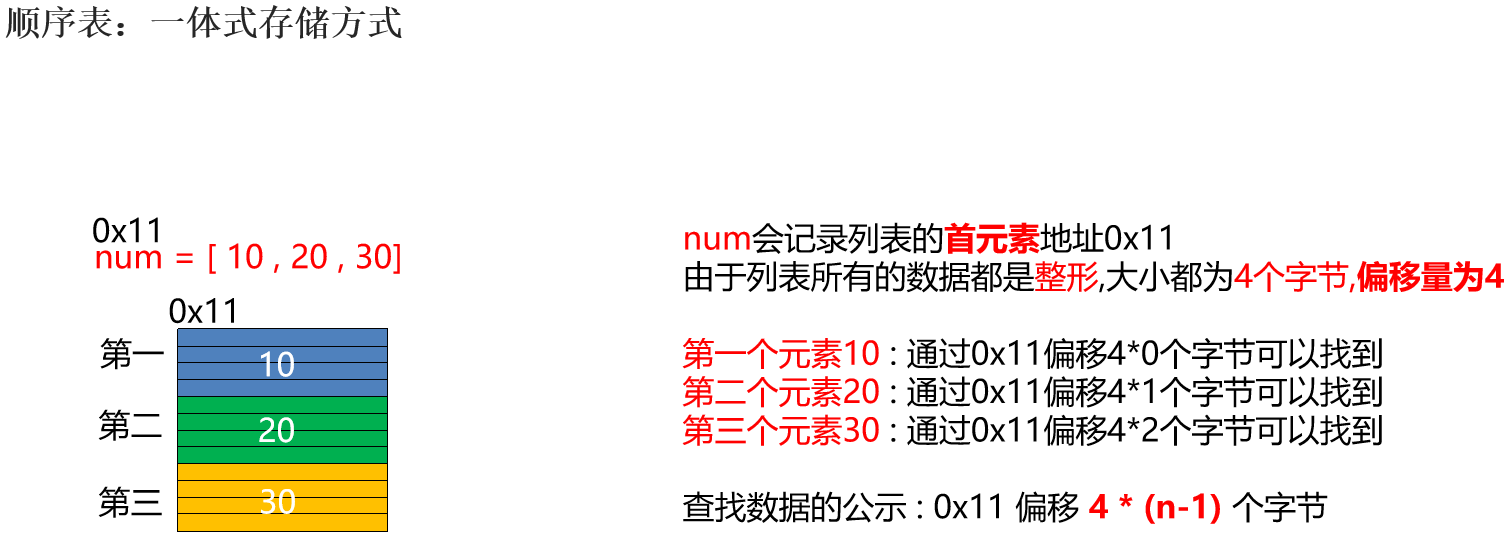 顺序表：一体式存储方式
0x11
num = [ 10 , 20 , 30]
0x11
第一
10
第二
20
第三
30
num会记录列表的首元素地址0x11
由于列表所有的数据都是整形,大小都为4个字节,偏移量为4
第一个元素10 : 通过0x11偏移4*0个字节可以找到
第二个元素20 : 通过0x11偏移4*1个字节可以找到
第三个元素30 : 通过0x11偏移4*2个字节可以找到
查找数据的公示 : 0x11 偏移 4 * (n-1) 个字节